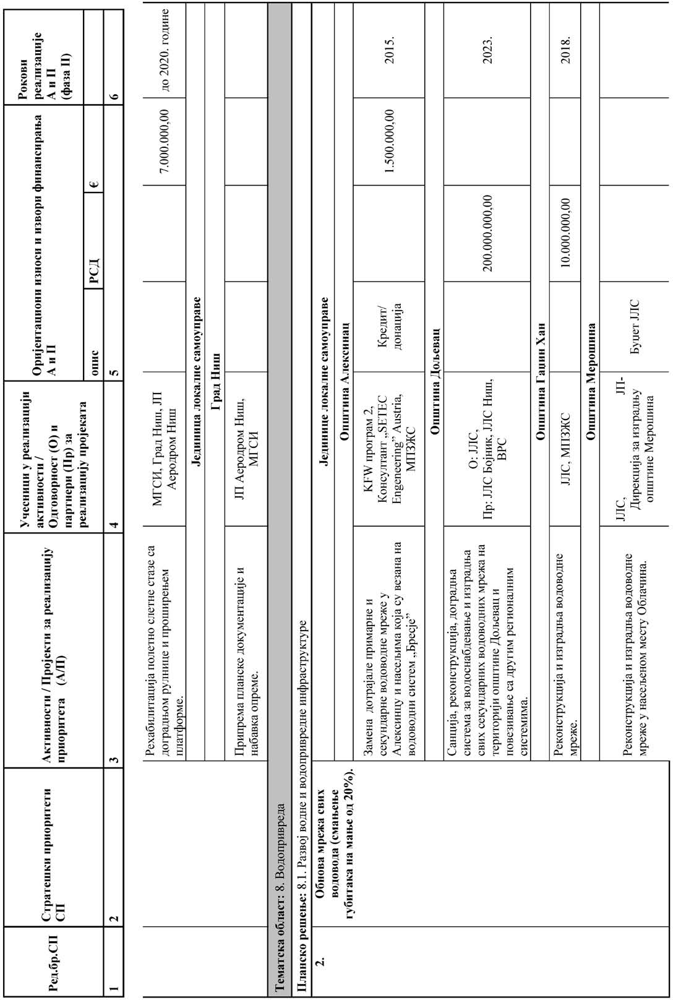 Ред.бр.СП
Стратешки приоритети
СП
Активности / Пројекти за реализацију
приоритета (А/П)
Учесници у реализацији
активности /
Одговорност (О) и
партнери (Пр) за
реализацију пројеката
Оријентациони износи и извори финансирања
А и П
Рокови
реализације
А и П
(фаза II)
опис
РСД
€
1
2
3
4
5
6
Рехабилитација полетно слетне стазе са
доградњом рулнице и проширењем
платформе.
МГСИ, Град Ниш, ЈП
Аеродром Ниш
7.000.000,00
до 2020. године
Јединица локалне самоуправе
Град Ниш
Припрема планске документације и
набавка опреме.
ЈП Аеродром Ниш,
МГСИ
Тематска област: 8. Водопривреда
Планско решење: 8.1. Развој водне и водопривредне инфраструктуре
2.
Обнова мрежа свих
водовода (смањење
губитака на мање од 20%).
Јединице локалне самоуправе
Општина Алексинац
Замена дотрајале примарне и
секундарне водоводне мреже у
Алексинцу и насељима која су везана на
водоводни систем „Бресје”
KFW програм 2,
Консултант „SETEC
Engeneering” Austria,
МПЗЖС
Кредит/
донација
1.500.000,00
2015.
Општина Дољевац
Санција, реконструкција, доградња
система за водоснабдевање и изградња
свих секундарних водоводних мрежа на
територији општине Дољевац и
повезивање са другим регионалним
системима.
О: ЈЛС,
Пр: ЈЛС Бојник, ЈЛС Ниш,
ВРС
200.000.000,00
2023.
Општина Гаџин Хан
Реконструкција и изградња водоводне
мреже.
ЈЛС, МПЗЖС
10.000.000,00
2018.
Општина Мерошина
Реконструкција и изградња водоводне
мреже у насељеном месту Облачина.
ЈЛС, ЈП-
Дирекција за изградњу
општине Мерошина
Буџет ЈЛС